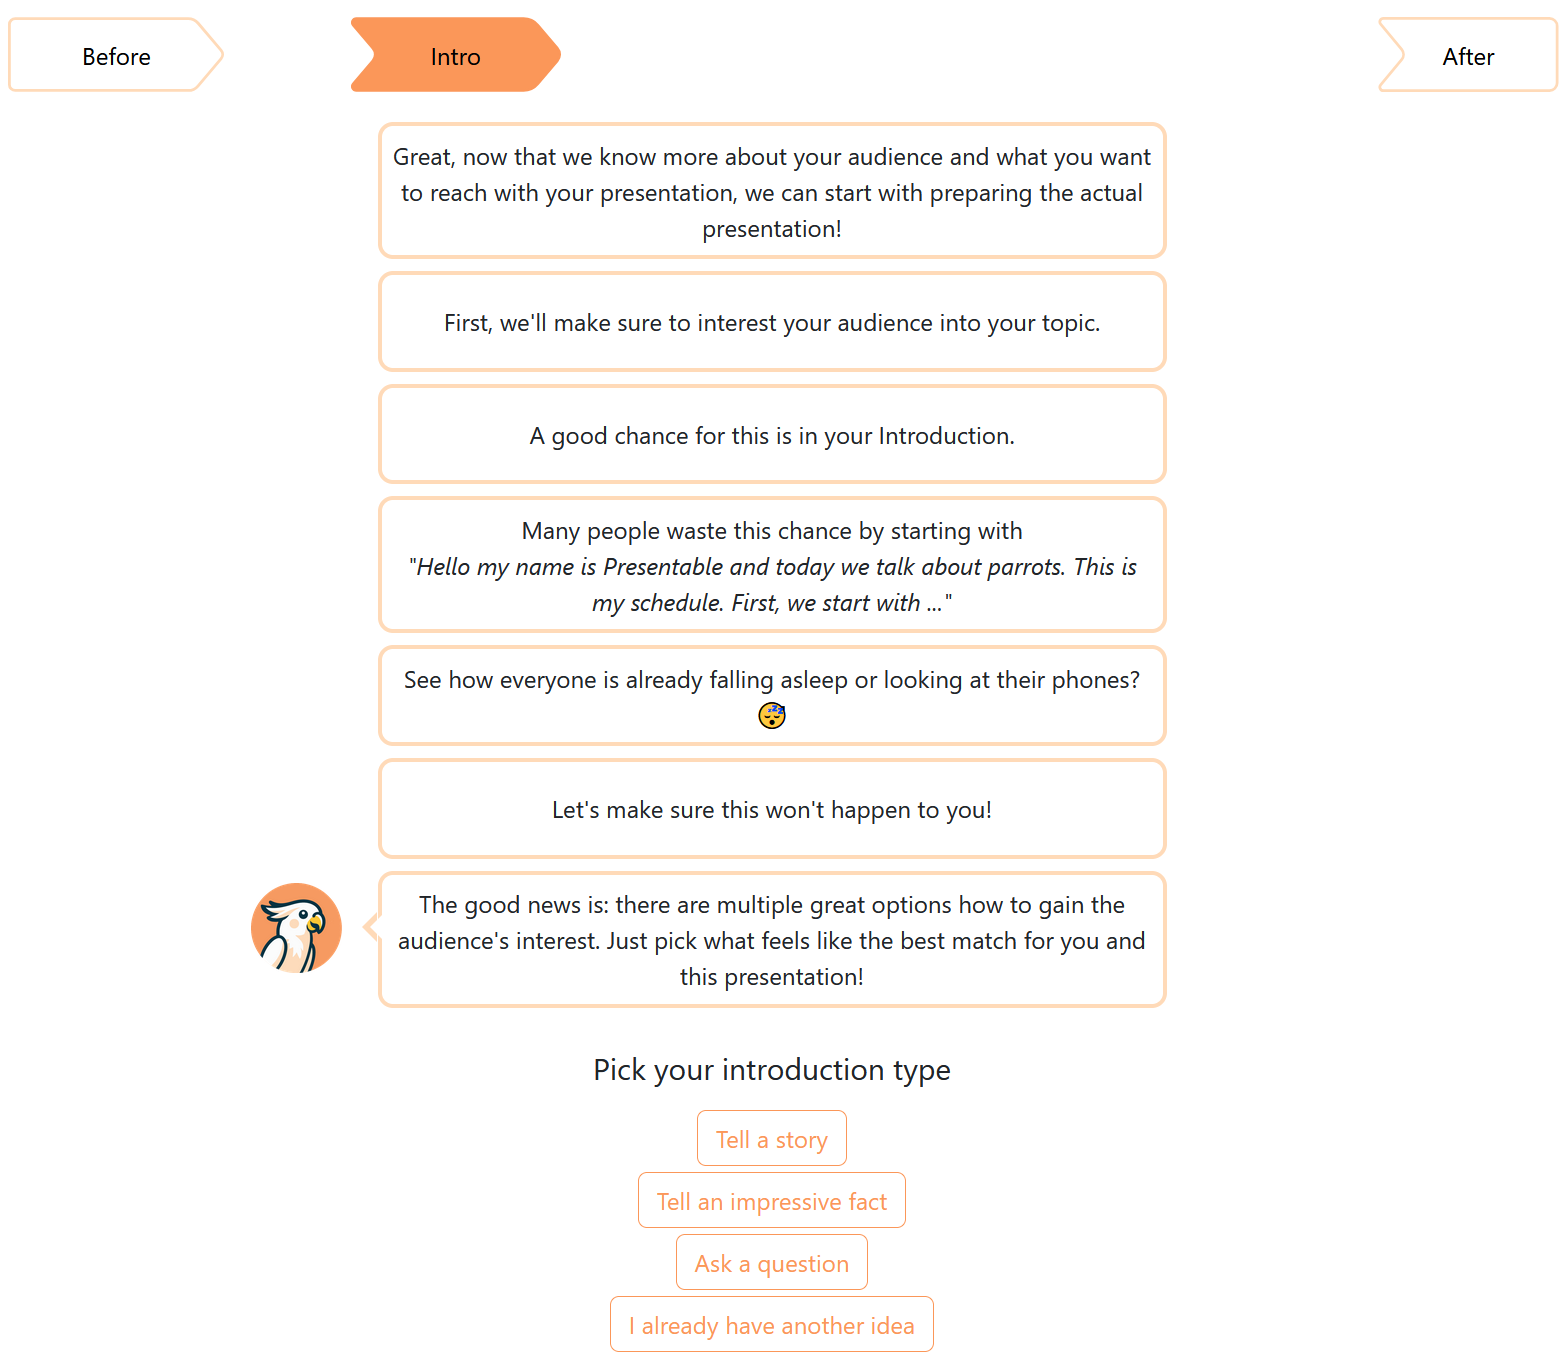 Before
Intro
After
Great, now that we know more about your audience and what you want
to reach with your presentation, we can start with preparing the actual
presentation!
First, we'll make sure to interest your audience into your topic.
A good chance for this is in your Introduction.
Many people waste this chance by starting with
"Hello my name is Presentable and today we talk about parrots. This is
my schedule. First, we start with ..."
See how everyone is already falling asleep or looking at their phones?
😴
Let's make sure this won't happen to you!
The good news is: there are multiple great options how to gain the
audience's interest. Just pick what feels like the best match for you and
this presentation!
Pick your introduction type
Tell a story
Tell an impressive fact
Ask a question
I already have another idea